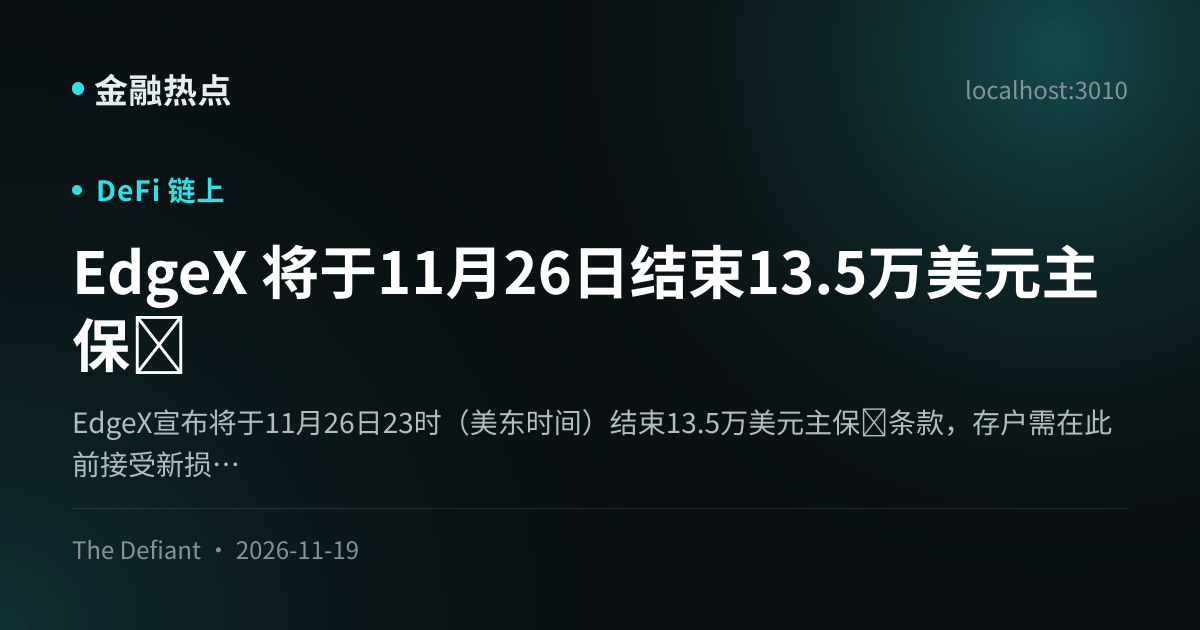 金融热点
localhost:3010
DeFi 链上
EdgeX 将于11月26日结束13.5万美元主
保
EdgeX宣布将于11月26日23时（美东时间）结束13.5万美元主保条款，存户需在此
前接受新损…
The Defiant · 2026-11-19